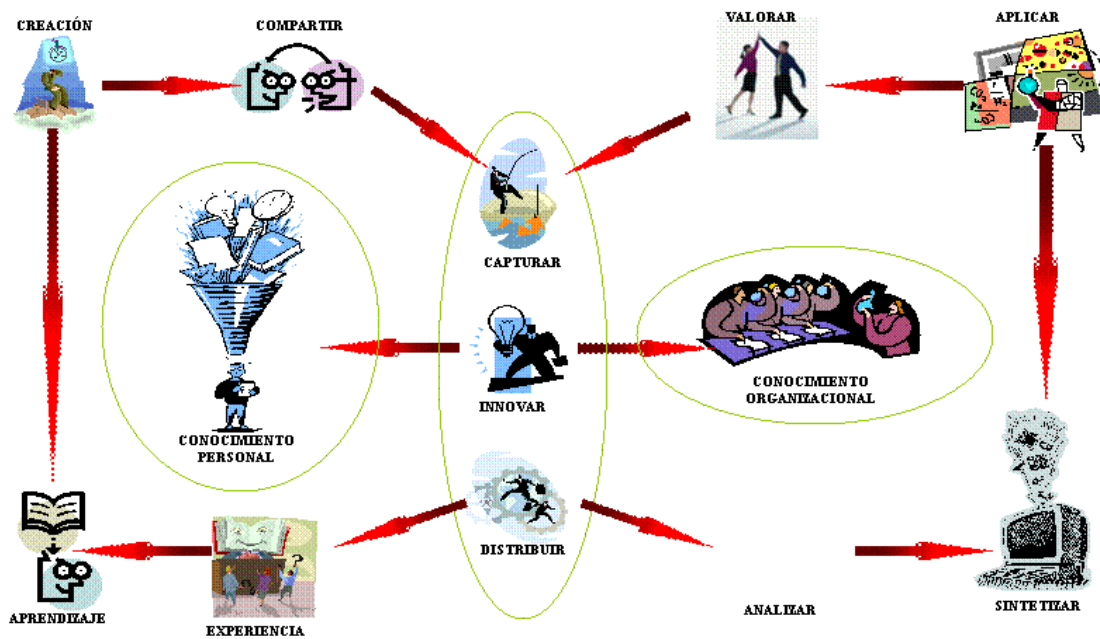 CREACIÓN
COMPARTIR
VALORAR
APLICAR
CAPTURAR
INNOVAR
CONOCIMIENTO
ORGANIZACIONAL
CONOCIMIENTO
PERSONAL
DISTRIBUIR
APRENDIZAJE
EXPERIENCIA
ANALIZAR
SINTETIZAR